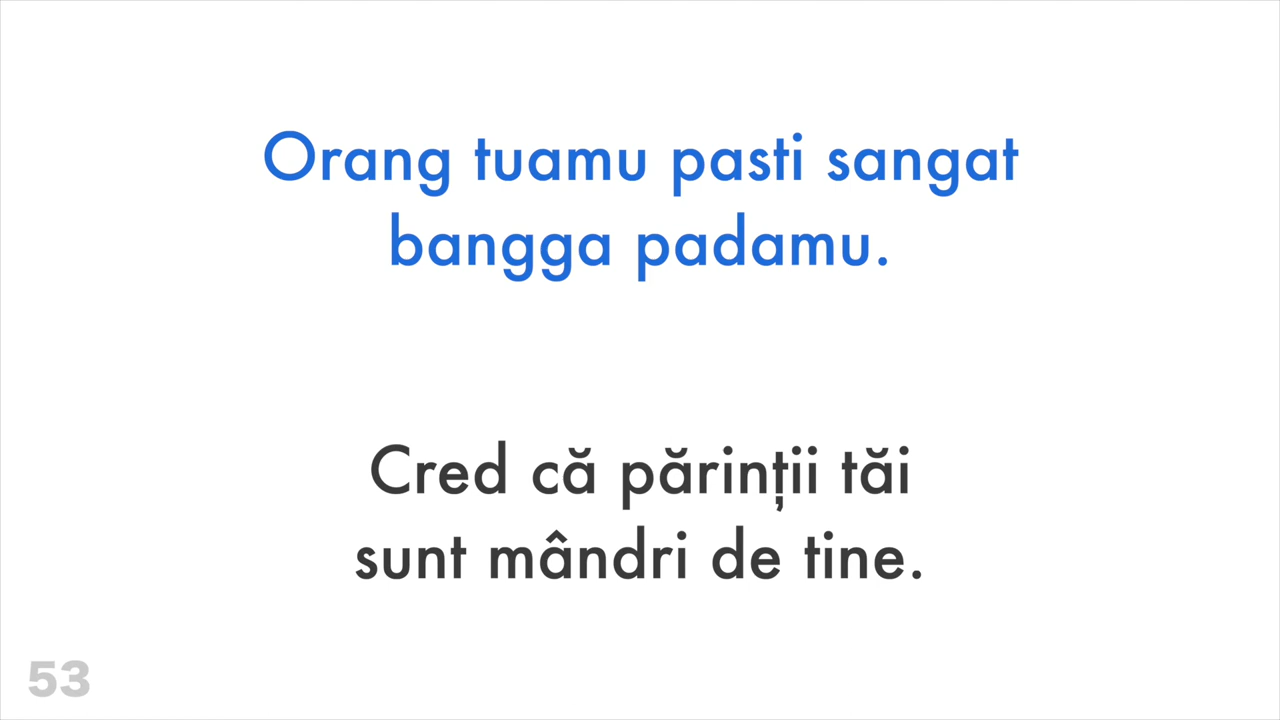 Orang tuamu pasti sangat
bangga padamu.
Cred că părinții tăi
sunt mândri de tine.
53